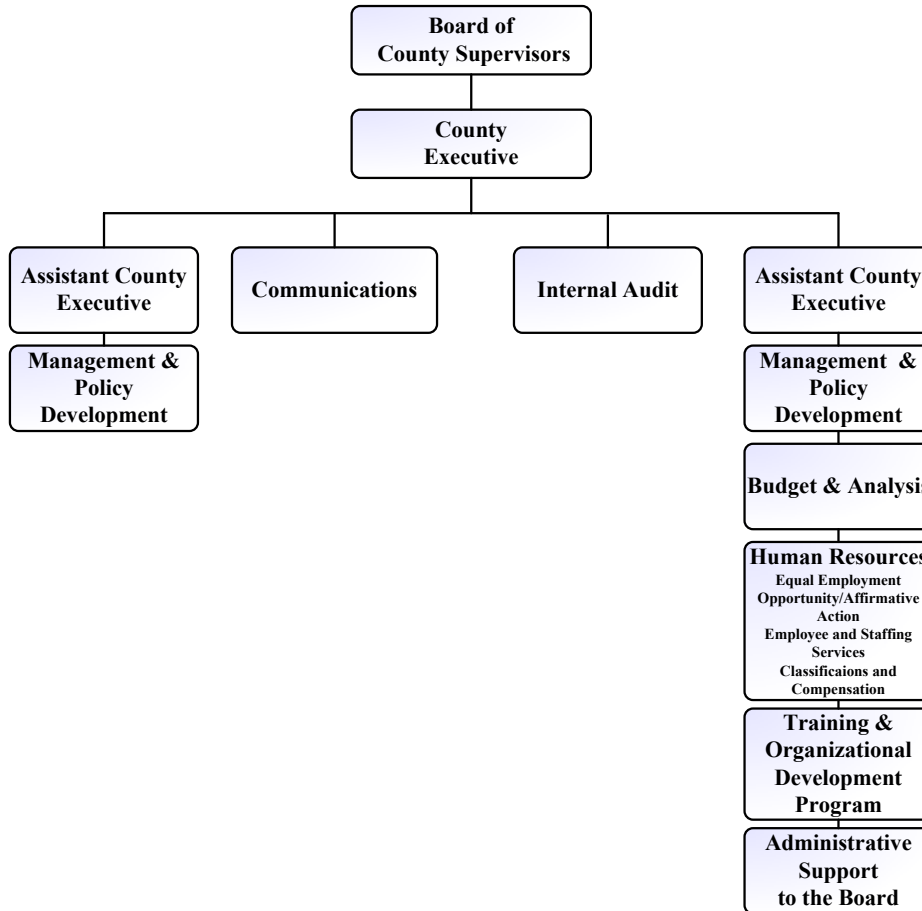 Board of
County Supervisors
County
Executive
Assistant County
Executive
Management &
Policy
Development
Communications
Internal Audit
Assistant County
Executive
Management &
Policy
Development
Budget & Analysis
Human Resources
Equal Employment
Opportunity/Affirmative
Action
Employee and Staffing
Services
Classificaions and
Compensation
Training &
Organizational
Development
Program
Administrative
Support
to the Board